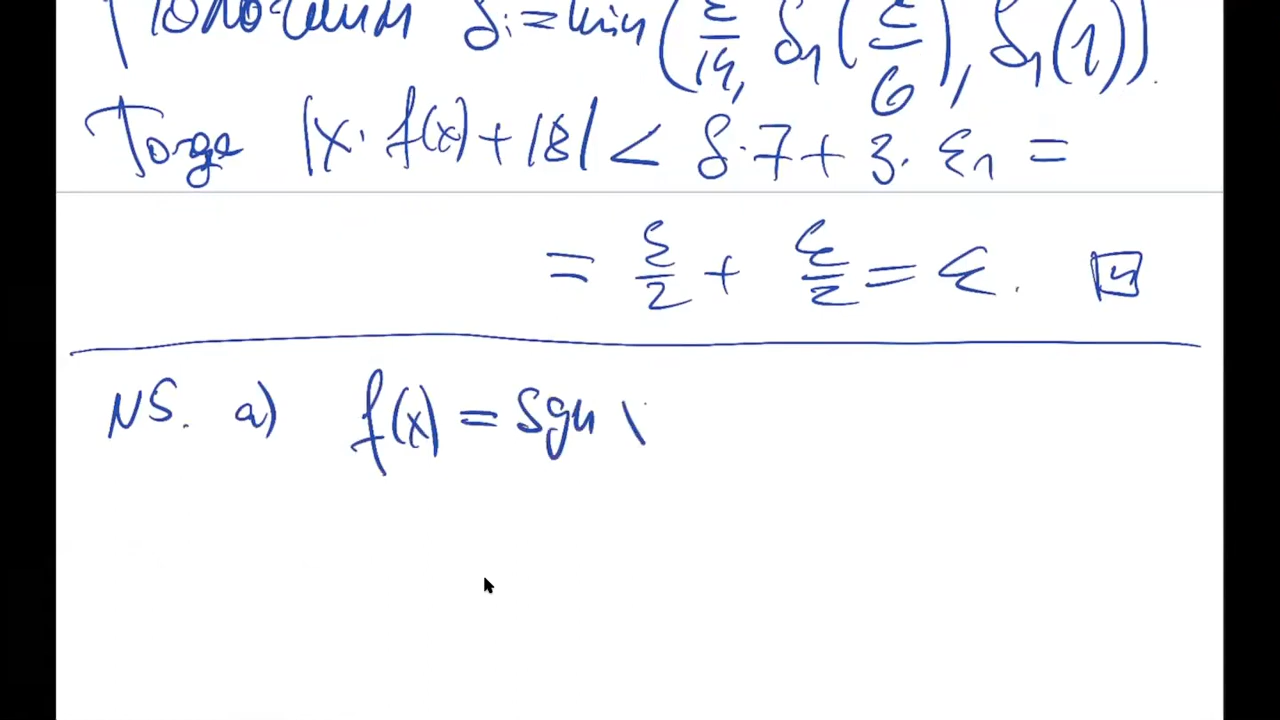 Положим δ := min(ε/14, δ₁(ε/6), δ₁(1)).
Тогда |x · f(x) + 18| < δ · 7 + 3 · ε₁ =
= ε/2 + ε/2 = ε. ч
N5. а) f(x) = sgn